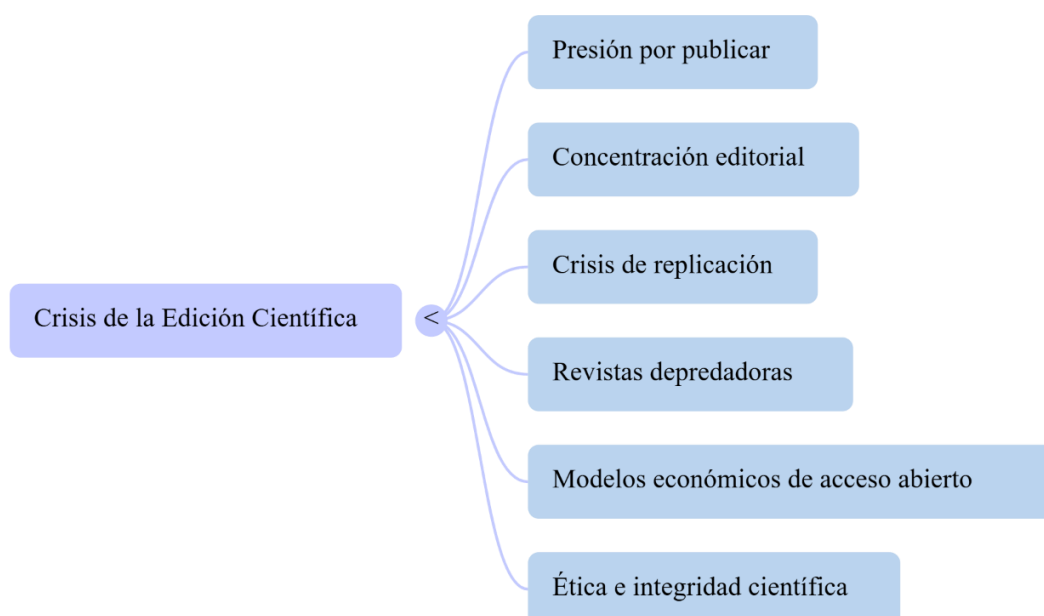 Presión por publicar
Concentración editorial
Crisis de replicación
Crisis de la Edición Científica
<
Revistas depredadoras
Modelos económicos de acceso abierto
Ética e integridad científica